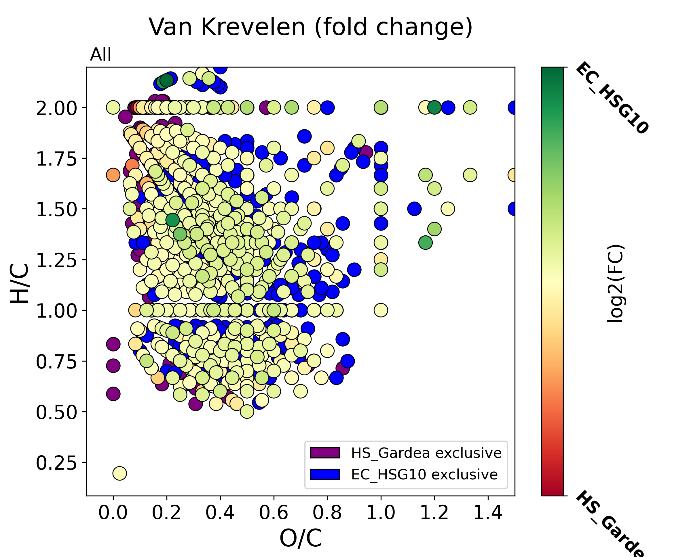 Van Krevelen (fold change)
All
EC_HSG10
2.00
1.75
1.50
1.25
1.00
0.75
0.50
0.25
H/C
log2(FC)
HS_Gardea exclusive
EC_HSG10 exclusive
0.0 0.2 0.4 0.6 0.8 1.0 1.2 1.4
O/C
HS_Garde